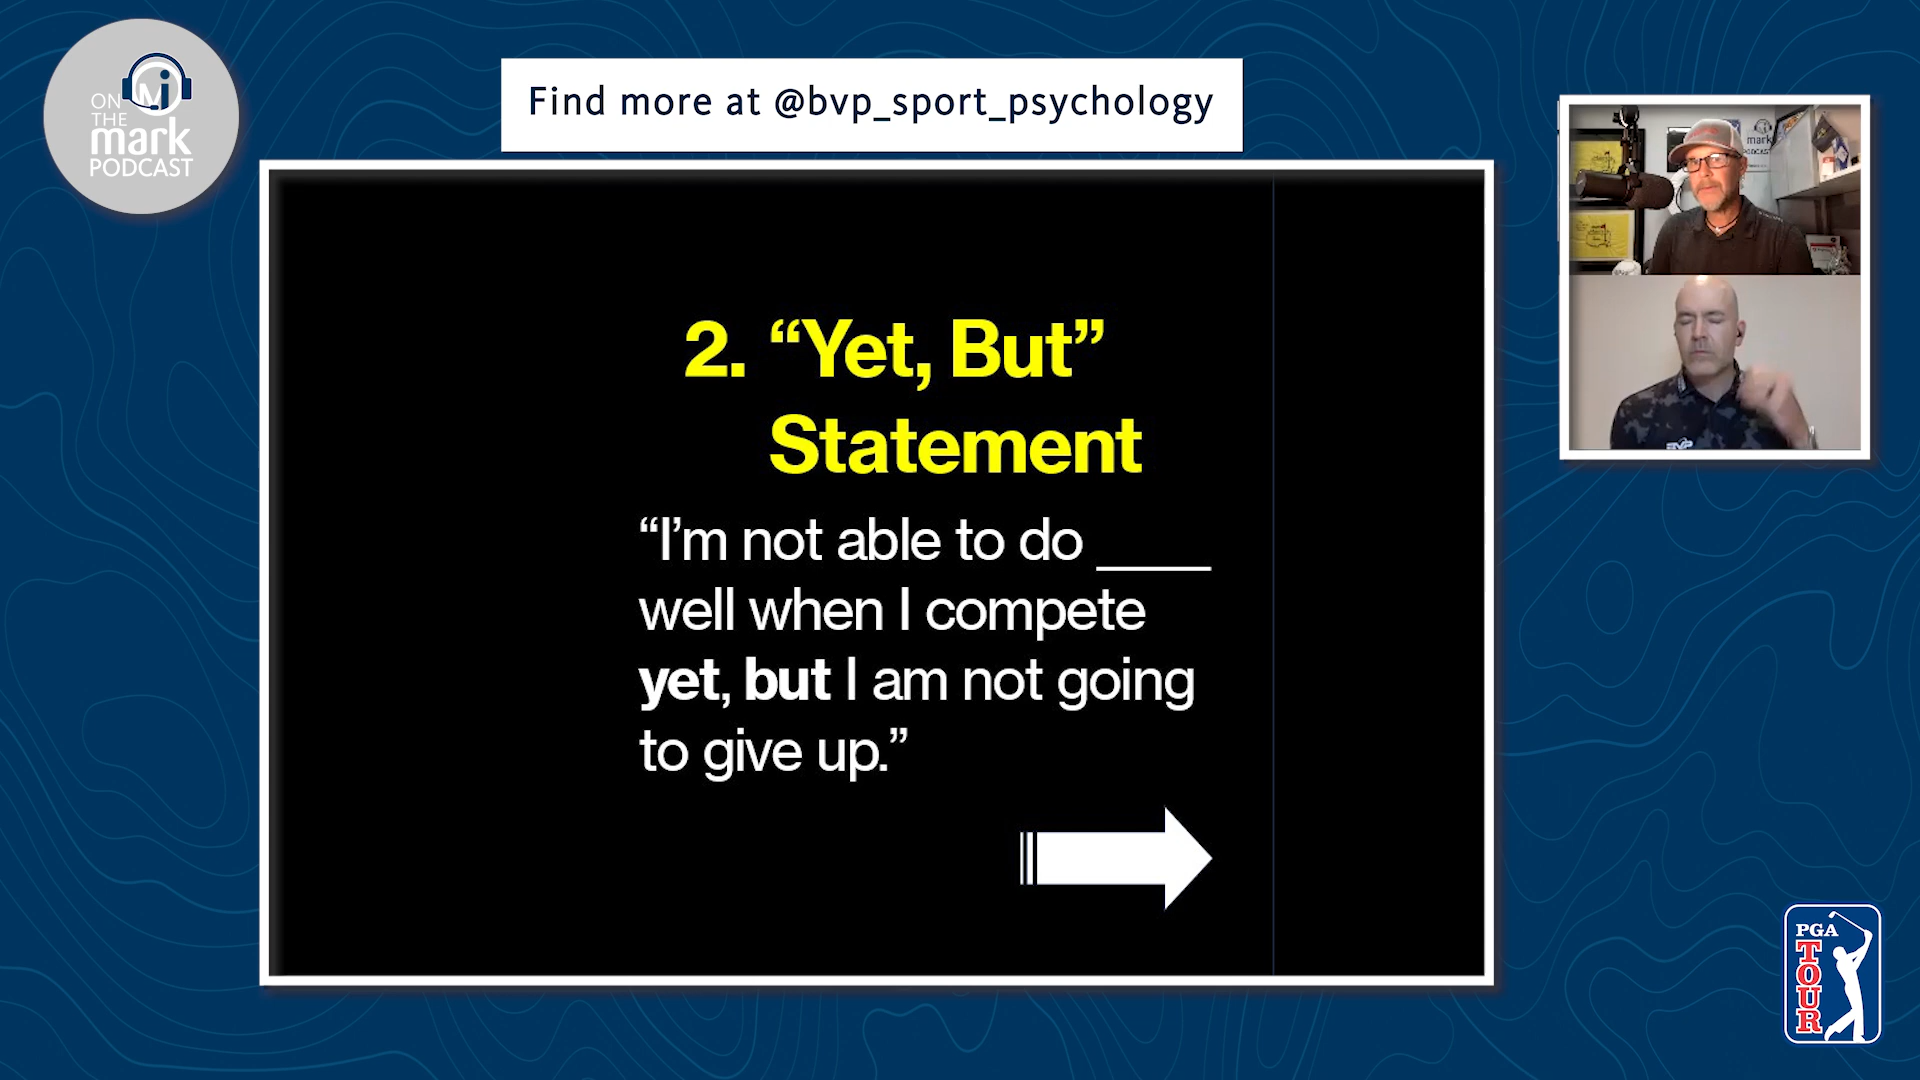 ON
THE
mark
PODCAST
Find more at @bvp_sport_psychology
2. “Yet, But”
Statement
“I’m not able to do ____
well when I compete
yet, but I am not going
to give up.”
mark
PGA
TOUR